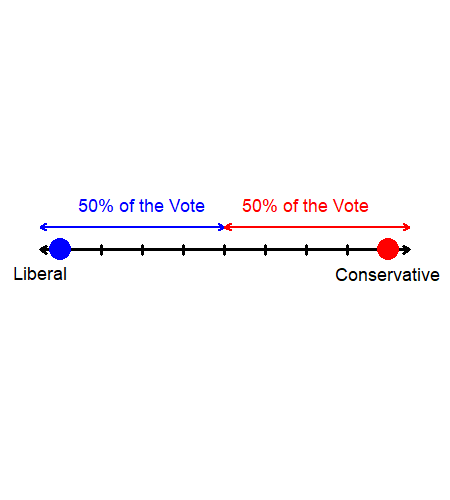 50% of the Vote 50% of the Vote
Liberal Conservative